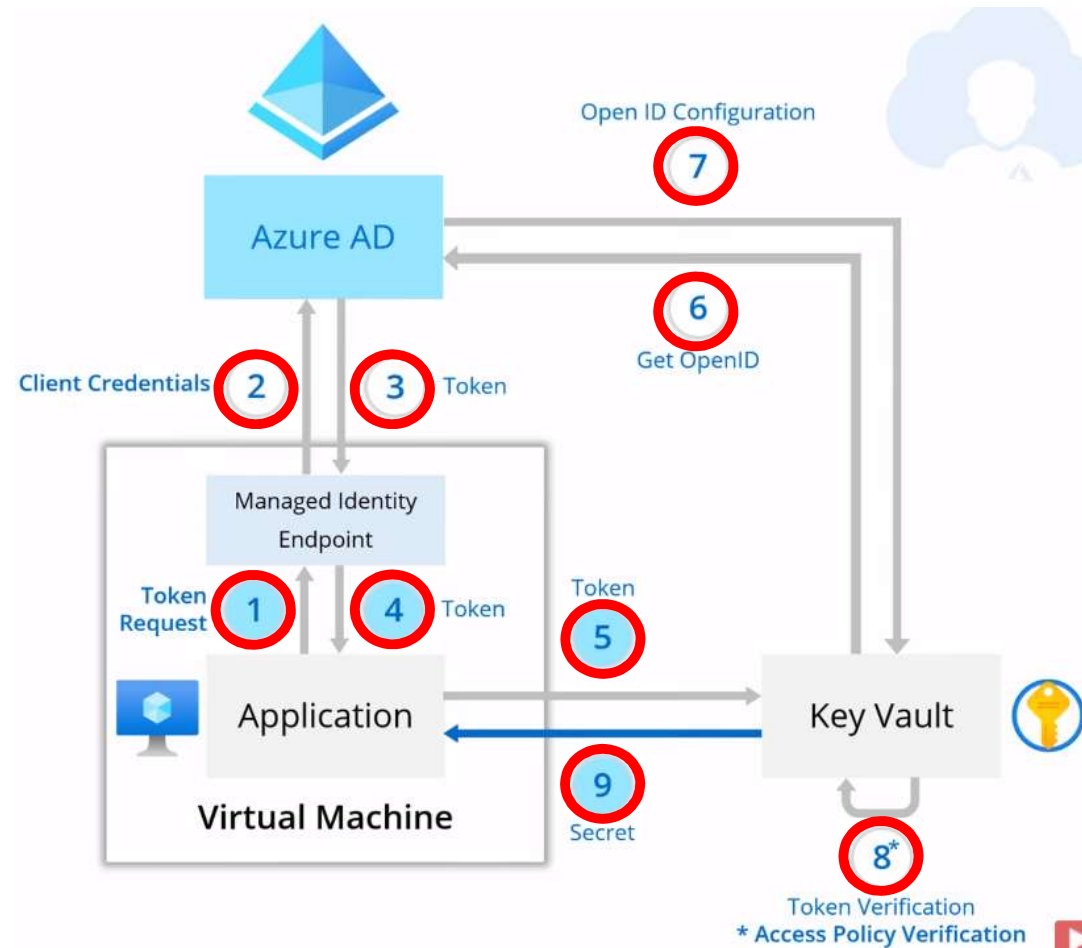 Open ID Configuration
7
Azure AD
6
Get OpenID
Client Credentials
2
3
Token
Managed Identity
Endpoint
Token
Request
1
4
Token
Token
5
Application
Key Vault
9
Secret
Virtual Machine
8*
Token Verification
* Access Policy Verification